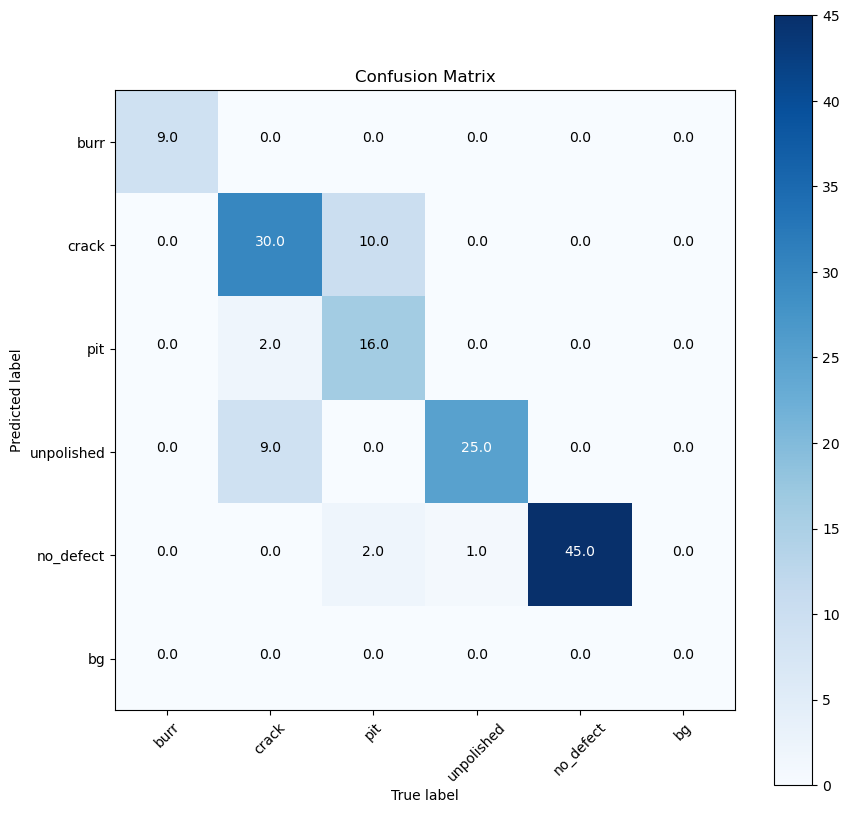 Confusion Matrix
Predicted label
burr 9.0 0.0 0.0 0.0 0.0 0.0
crack 0.0 30.0 10.0 0.0 0.0 0.0
pit 0.0 2.0 16.0 0.0 0.0 0.0
unpolished 0.0 9.0 0.0 25.0 0.0 0.0
no_defect 0.0 0.0 2.0 1.0 45.0 0.0
bg 0.0 0.0 0.0 0.0 0.0 0.0
burr crack pit unpolished no_defect bg
True label
45
40
35
30
25
20
15
10
5
0